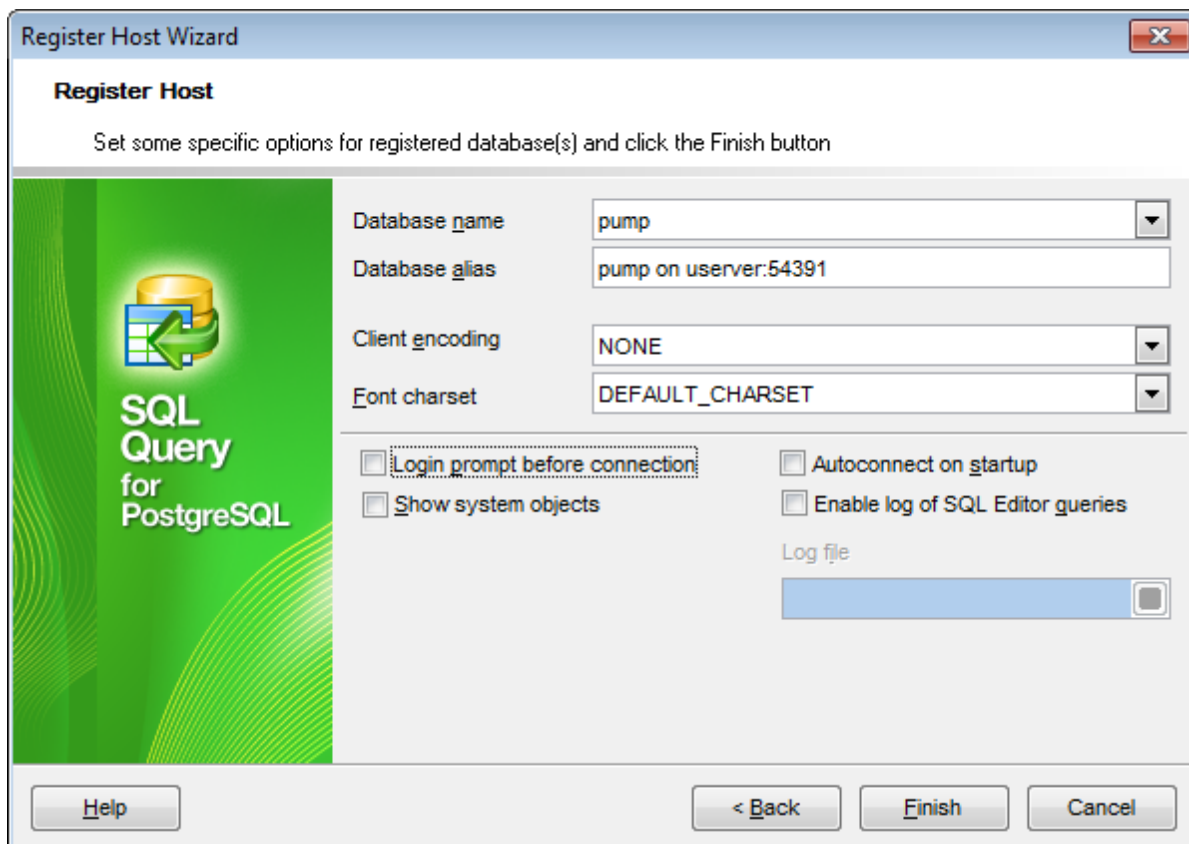 Register Host Wizard
Register Host
Set some specific options for registered database(s) and click the Finish button
Database name
pump
Database alias
pump on userver:54391
Client encoding
NONE
Font charset
DEFAULT_CHARSET
Login prompt before connection
Autoconnect on startup
Show system objects
Enable log of SQL Editor queries
Log file
SQL
Query
for
PostgreSQL
Help
< Back
Finish
Cancel